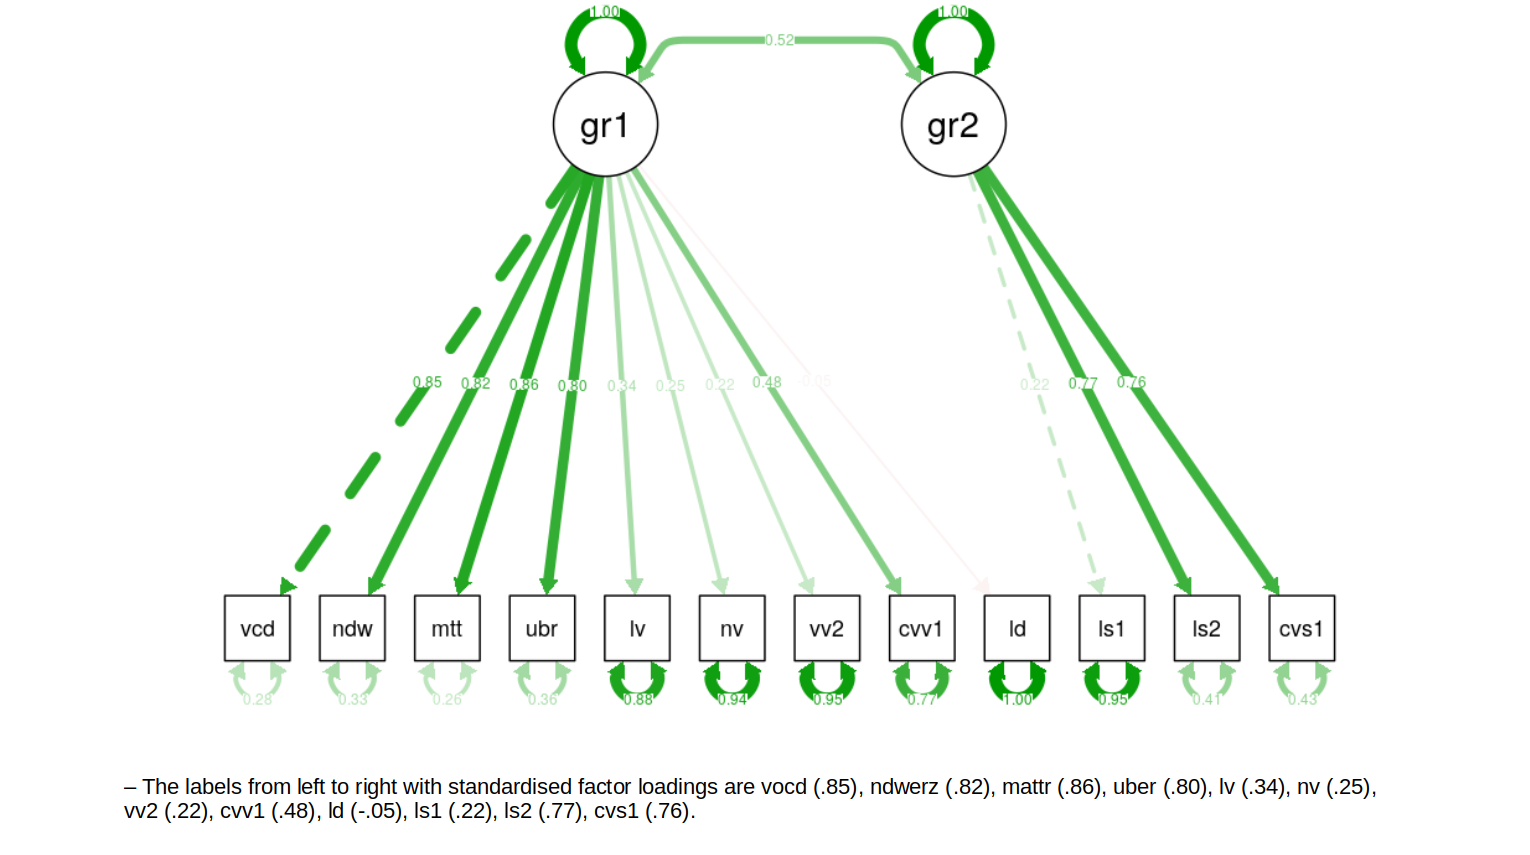 1.00 1.00
0.52
gr1 gr2
0.85 0.82 0.86 0.80 0.34 0.25 0.22 0.48 -0.05 0.22 0.77 0.76
vcd ndw mtt ubr lv nv vv2 cvv1 ld ls1 ls2 cvs1
0.28 0.33 0.26 0.36 0.88 0.94 0.95 0.77 1.00 0.95 0.41 0.43
– The labels from left to right with standardised factor loadings are vocd (.85), ndwerz (.82), mattr (.86), uber (.80), lv (.34), nv (.25),
vv2 (.22), cvv1 (.48), ld (-.05), ls1 (.22), ls2 (.77), cvs1 (.76).